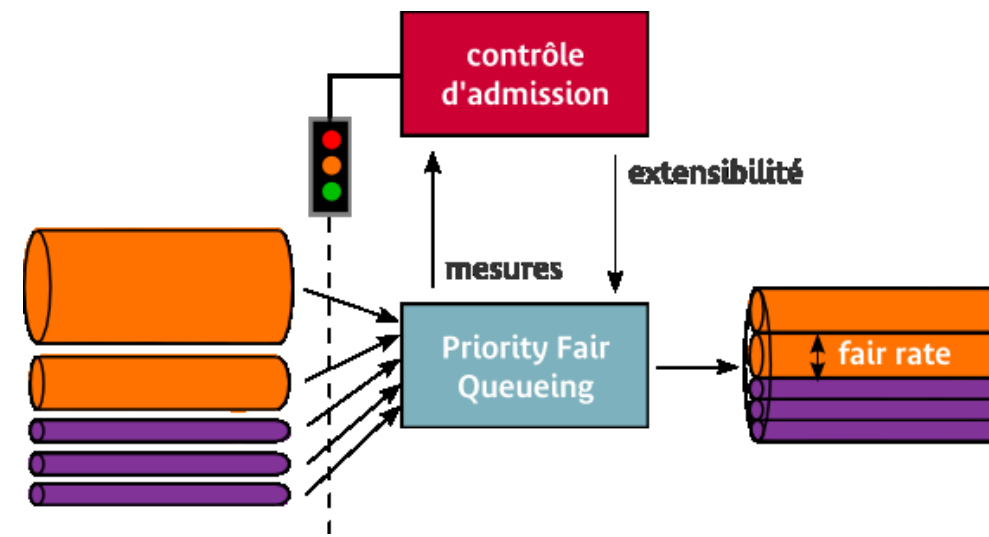 contrôle
d'admission
extensibilité
mesures
Priority Fair
Queueing
fair rate